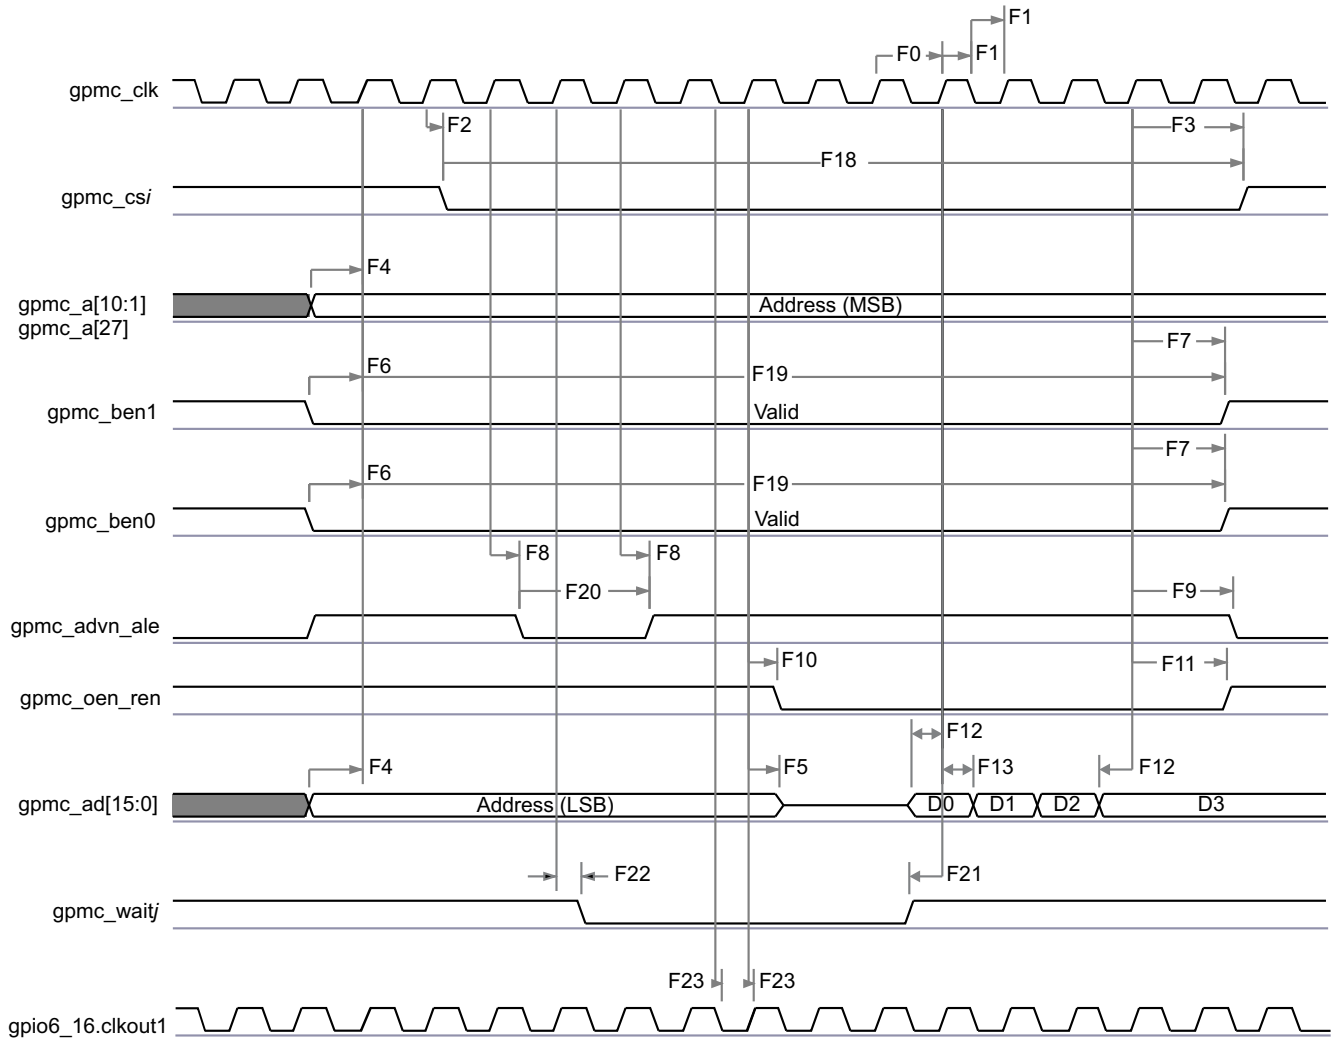 F1
F0 F1
gpmc_clk
F2 F3
F18
gpmc_csi
F4
gpmc_a[10:1] Address (MSB)
gpmc_a[27]
F7
F6 F19
gpmc_ben1 Valid
F7
F6 F19
gpmc_ben0 Valid
F8 F8
F20 F9
gpmc_advn_ale
F10 F11
gpmc_oen_ren
F12
F4 F5 F13 F12
gpmc_ad[15:0] Address (LSB) D0 D1 D2 D3
F22 F21
gpmc_waitj
F23 F23
gpio6_16.clkout1